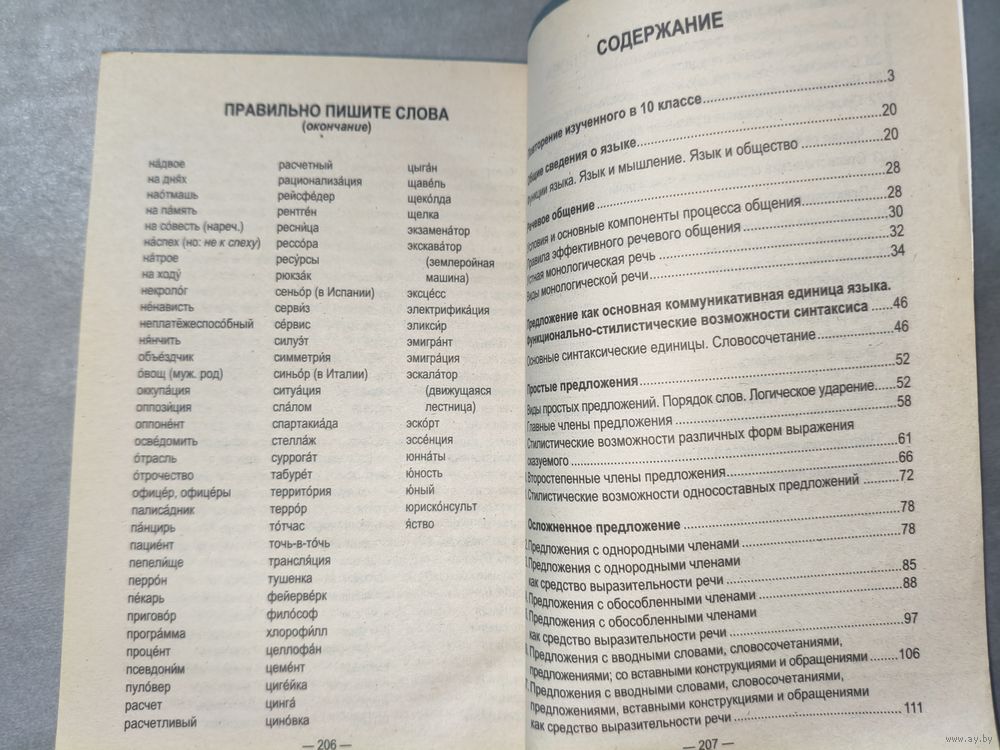 ПРАВИЛЬНО ПИШИТЕ СЛОВА
(окончание)
на́двое
на дня́х
нао́тмашь
на па́мять
на со́весть (нареч.)
на́спех (но: не к спеху)
на́трое
на ходу́
некроло́г
не́нависть
неплатёжеспосо́бный
ня́нчить
объе́здчик
о́вощ (муж. род)
оккупа́ция
оппози́ция
оппоне́нт
осве́домить
о́трасль
о́трочество
офице́р, офице́ры
палиса́дник
па́нцирь
пацие́нт
пепели́ще
перро́н
пе́карь
пригово́р
програ́мма
проце́нт
псевдони́м
пуло́вер
расчет
расчетливый
расчетный
рационализа́ция
рейсфе́дер
рентге́н
ресни́ца
рессо́ра
ресу́рсы
рюкза́к
сеньо́р (в Испании)
серви́з
се́рвис
силуэ́т
симметри́я
синьо́р (в Италии)
ситуа́ция
сла́лом
спартакиа́да
стелла́ж
суррога́т
табуре́т
террито́рия
терро́р
то́тчас
точь-в-то́чь
трансля́ция
тушенка
фейерве́рк
фило́соф
хлорофи́лл
целлофа́н
цеме́нт
циге́йка
цинга́
цино́вка
цыга́н
щаве́ль
щеко́лда
щелка
экзамена́тор
экскава́тор
(землеройная
машина)
эксце́сс
электрифика́ция
эликси́р
эмигра́нт
эмигра́ция
эскала́тор
(движущаяся
лестница)
эско́рт
эссе́нция
юнна́ты
ю́ность
ю́ный
юриско́нсульт
я́ство
— 206 —
СОДЕРЖАНИЕ
Повторение изученного в 10 классе 3
Общие сведения о языке 20
Функции языка. Язык и мышление. Язык и общество 20
Речевое общение 28
Условия и основные компоненты процесса общения 28
Правила эффективного речевого общения 30
Устная монологическая речь 32
Виды монологической речи 34
Предложение как основная коммуникативная единица языка.
Функционально-стилистические возможности синтаксиса 46
Основные синтаксические единицы. Словосочетание 46
Простые предложения 52
Виды простых предложений. Порядок слов. Логическое ударение 52
Главные члены предложения 58
Стилистические возможности различных форм выражения
сказуемого 61
Второстепенные члены предложения 66
Стилистические возможности односоставных предложений 72
Осложненное предложение 78
Предложения с однородными членами 78
Предложения с однородными членами
как средство выразительности речи 85
Предложения с обособленными членами 88
Предложения с обособленными членами
как средство выразительности речи 97
Предложения с вводными словами, словосочетаниями,
предложениями; со вставными конструкциями и обращениями 106
Предложения с вводными словами, словосочетаниями,
предложениями, вставными конструкциями и обращениями
как средство выразительности речи 111
— 207 —
www.ay.by